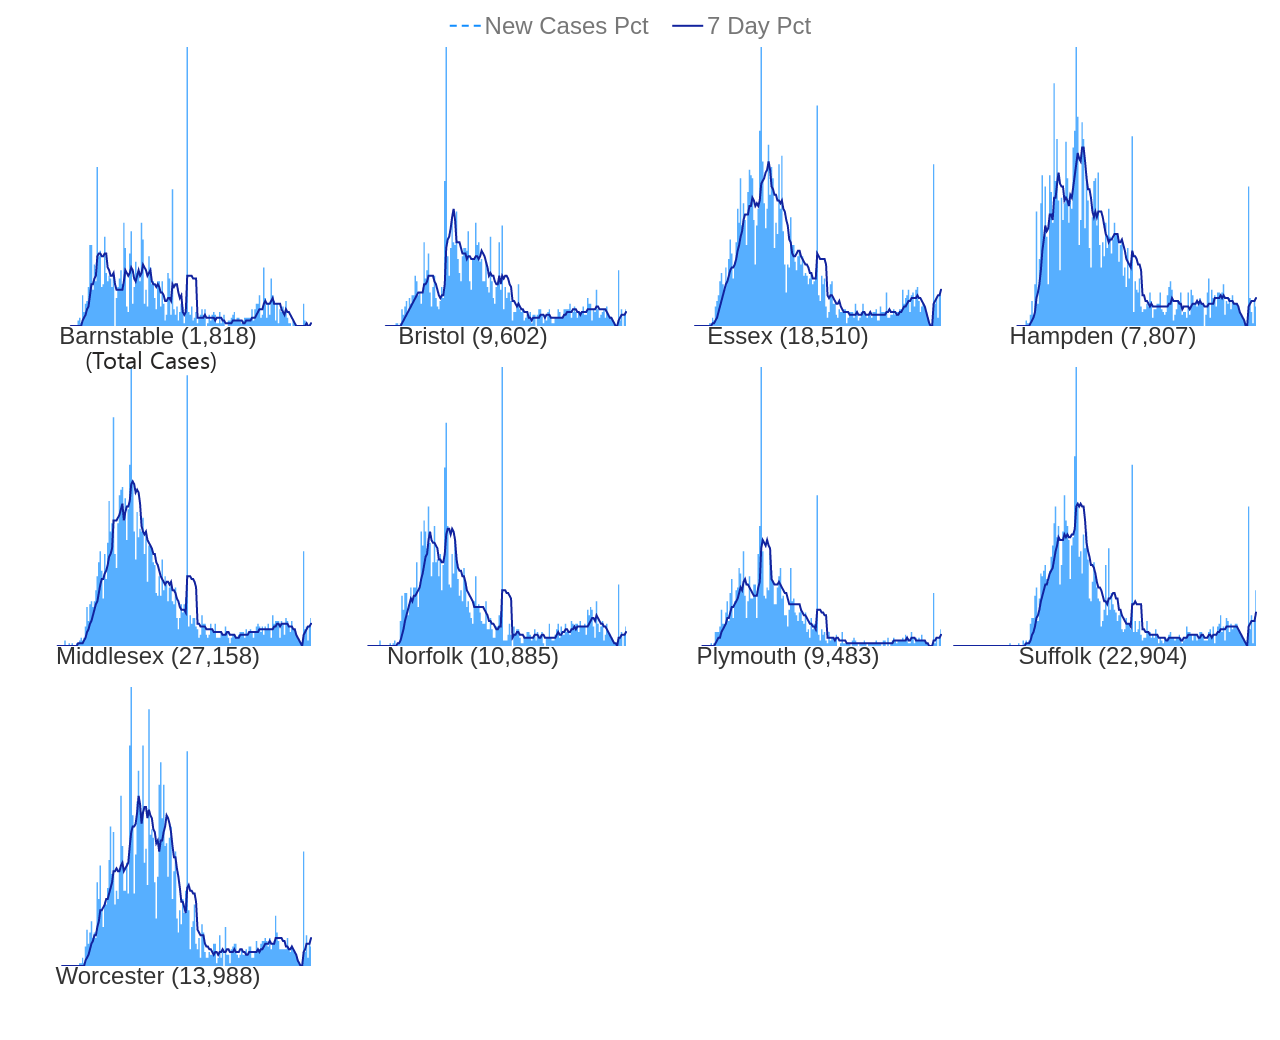 New Cases Pct 7 Day Pct
Barnstable (1,818) Bristol (9,602) Essex (18,510) Hampden (7,807)
(Total Cases)
Middlesex (27,158) Norfolk (10,885) Plymouth (9,483) Suffolk (22,904)
Worcester (13,988)